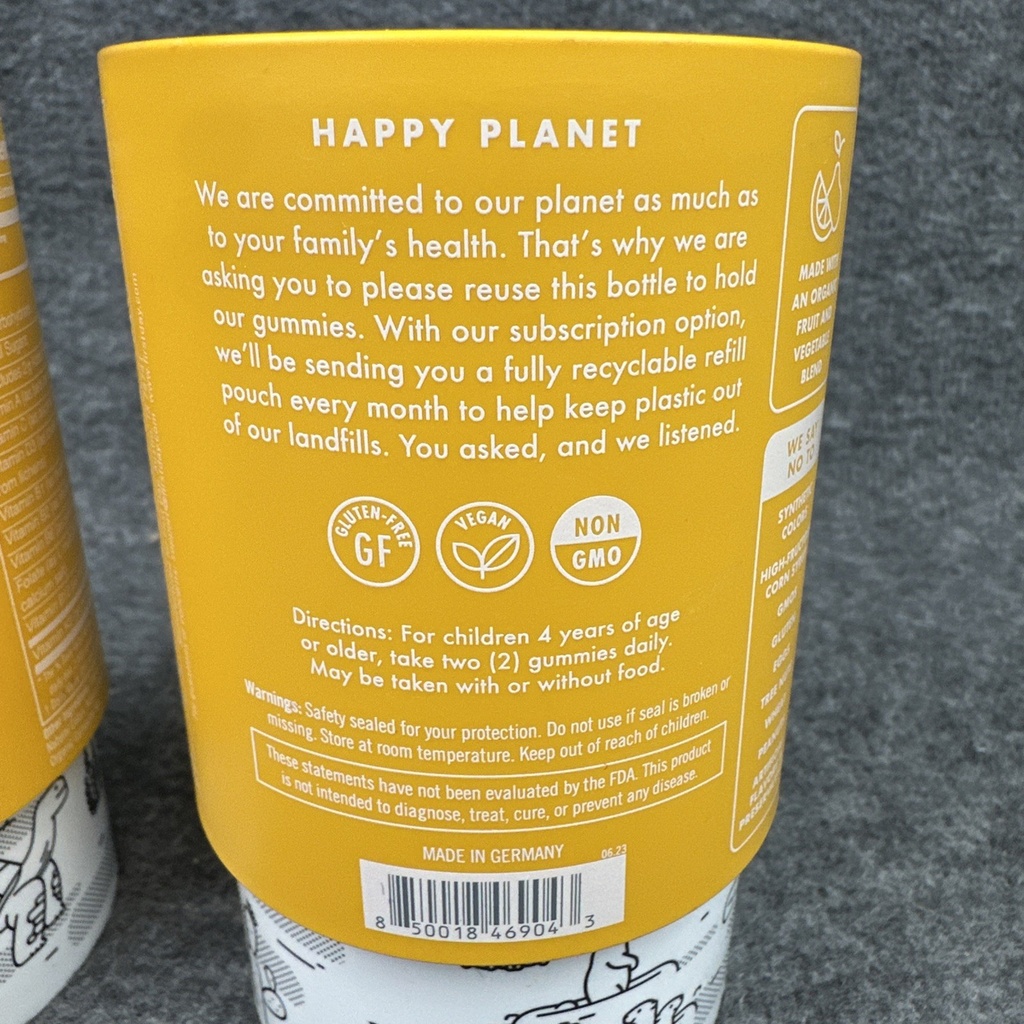 HAPPY PLANET
We are committed to our planet as much as
to your family's health. That's why we are
asking you to please reuse this bottle to hold
our gummies. With our subscription option,
we'll be sending you a fully recyclable refill
pouch every month to help keep plastic out
of our landfills. You asked, and we listened.
GLUTEN-FREE
GF
VEGAN
NON
GMO
Directions: For children 4 years of age
or older, take two (2) gummies daily.
May be taken with or without food.
Warnings: Safety sealed for your protection. Do not use if seal is broken or
missing. Store at room temperature. Keep out of reach of children.
These statements have not been evaluated by the FDA. This product
is not intended to diagnose, treat, cure, or prevent any disease.
MADE IN GERMANY
06.23
8 50018 46904 3
MADE
AN
FRUIT AND
VEGETABLE
BLEND
WE
NO TO